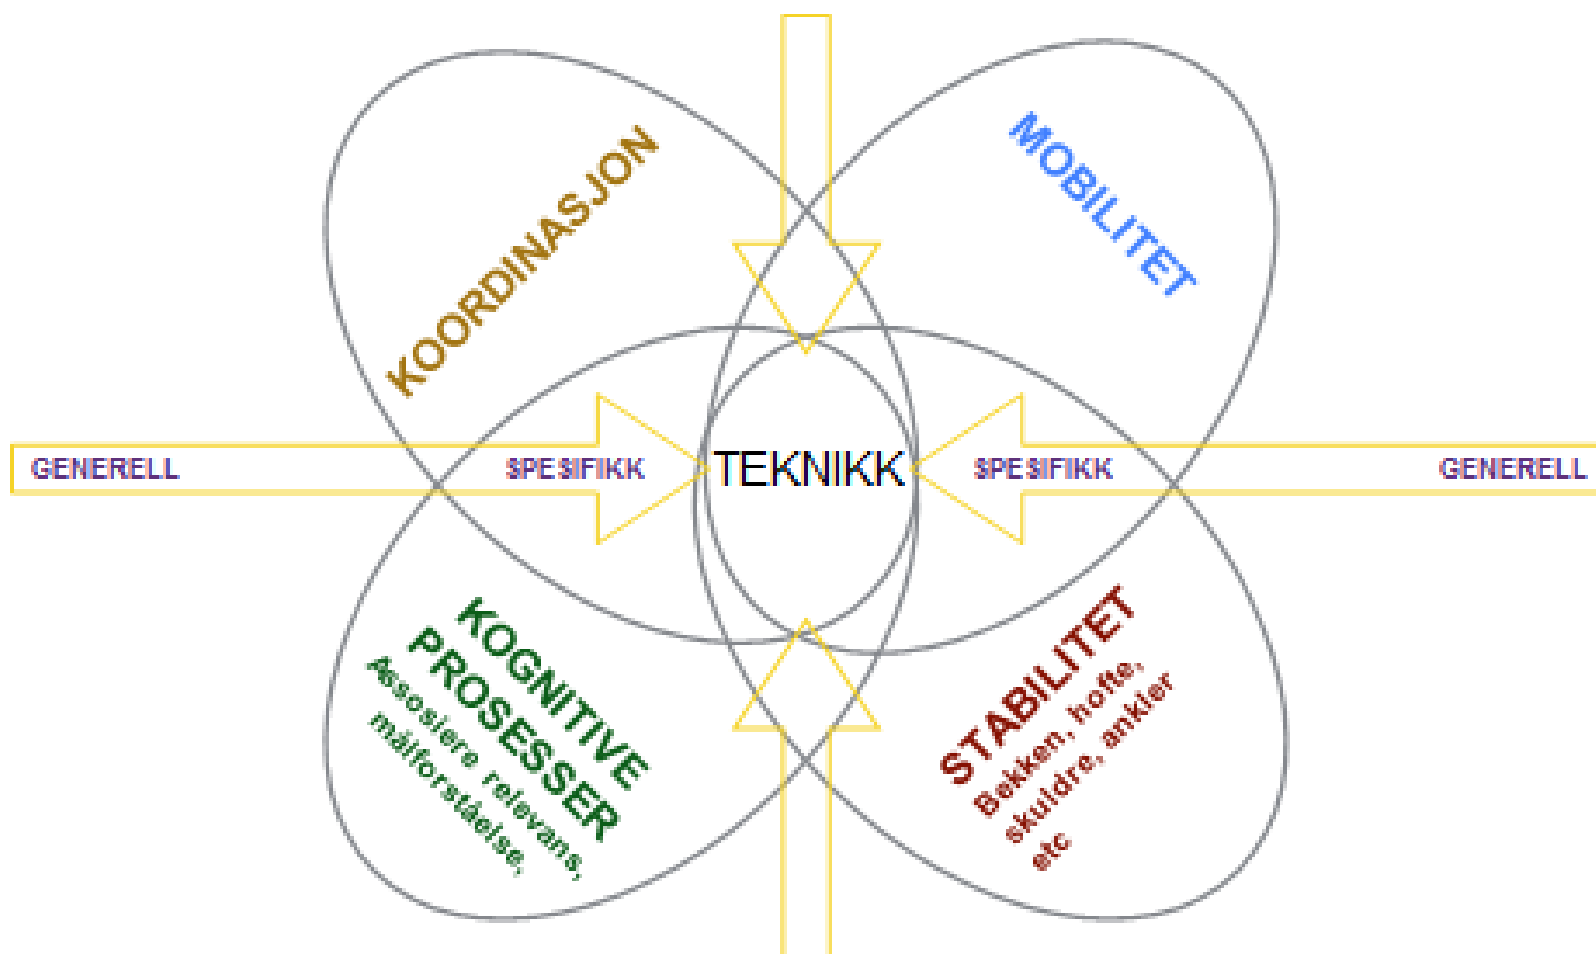 KOORDINASJON
MOBILITET
GENERELL
SPESIFIKK
TEKNIKK
SPESIFIKK
GENERELL
KOGNITIVE
PROSESSER
Assosiere relevans,
målforståelse,
STABILITET
Bekken, hofte,
skuldre, ankler
etc